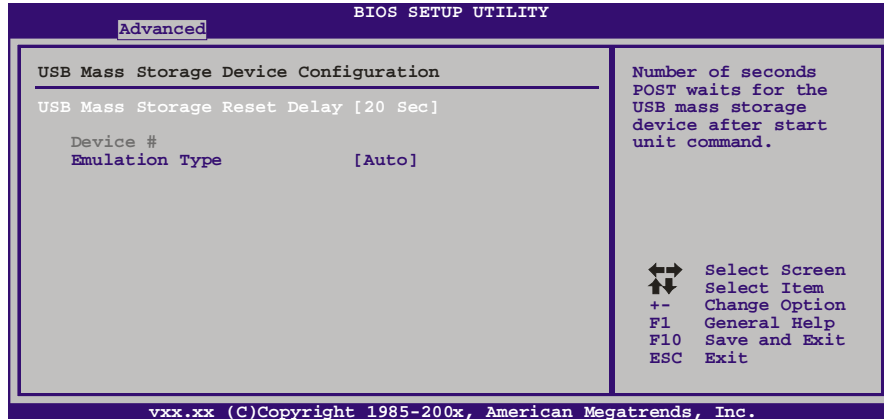 BIOS SETUP UTILITY
Advanced
USB Mass Storage Device Configuration
USB Mass Storage Reset Delay [20 Sec]
Device #
Emulation Type [Auto]
Number of seconds
POST waits for the
USB mass storage
device after start
unit command.
Select Screen
Select Item
+- Change Option
F1 General Help
F10 Save and Exit
ESC Exit
vxx.xx (C)Copyright 1985-200x, American Megatrends, Inc.